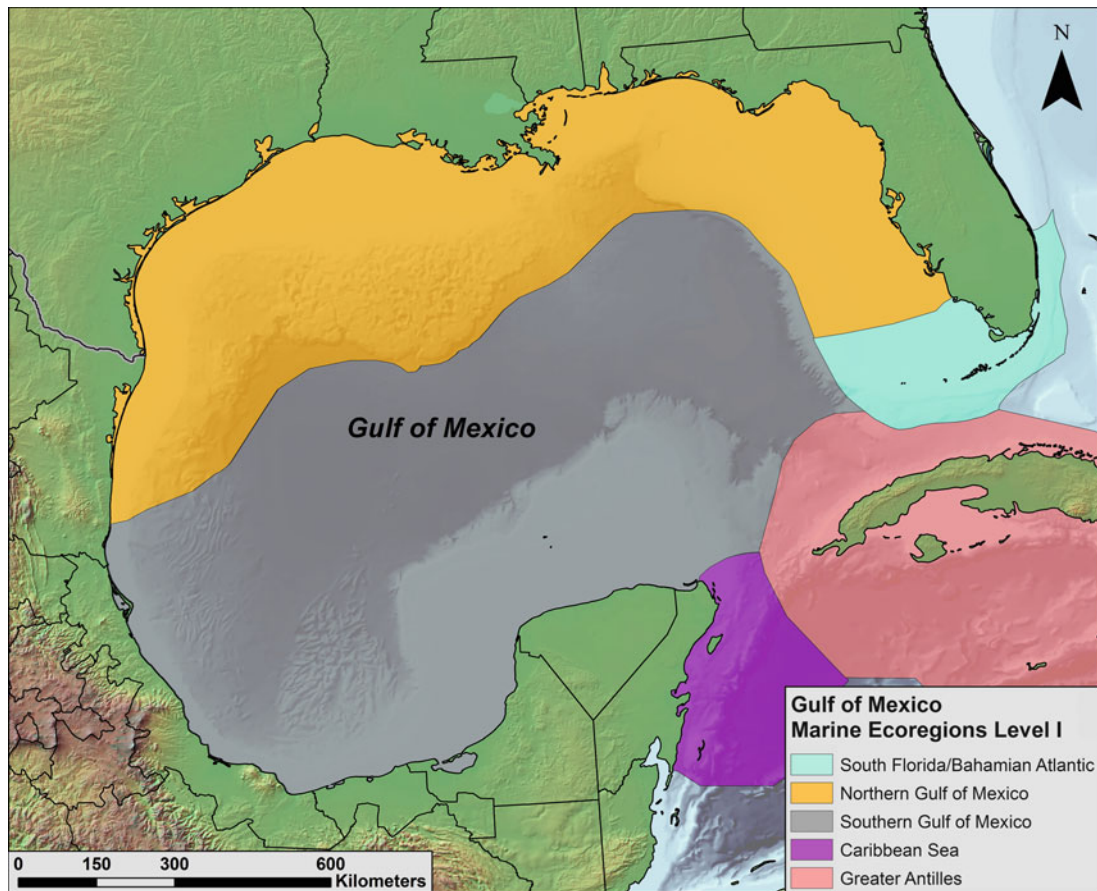 N
Gulf of Mexico
Gulf of Mexico
Marine Ecoregions Level I
South Florida/Bahamian Atlantic
Northern Gulf of Mexico
Southern Gulf of Mexico
Caribbean Sea
Greater Antilles
0 150 300 600
Kilometers